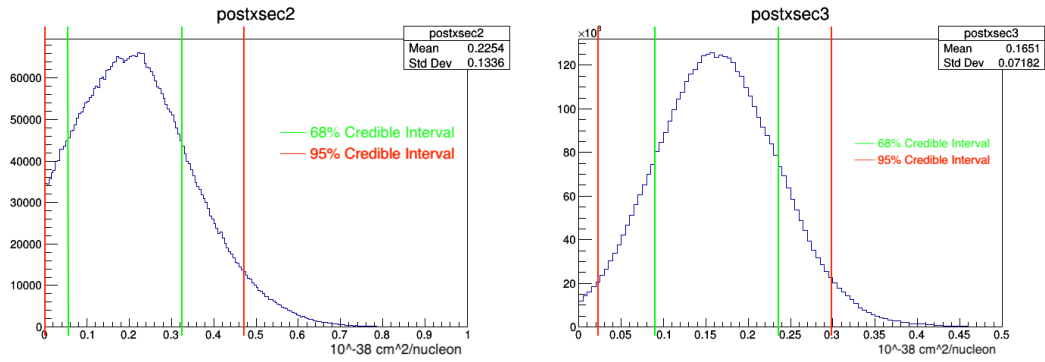 postxsec2
postxsec2
Mean 0.2254
Std Dev 0.1336
60000
50000
40000
30000
20000
10000
0
68% Credible Interval
95% Credible Interval
0 0.1 0.2 0.3 0.4 0.5 0.6 0.7 0.8 0.9 1
10^-38 cm^2/nucleon
postxsec3
×10^3
postxsec3
Mean 0.1651
Std Dev 0.07182
120
100
80
60
40
20
0
68% Credible Interval
95% Credible Interval
0 0.05 0.1 0.15 0.2 0.25 0.3 0.35 0.4 0.45 0.5
10^-38 cm^2/nucleon